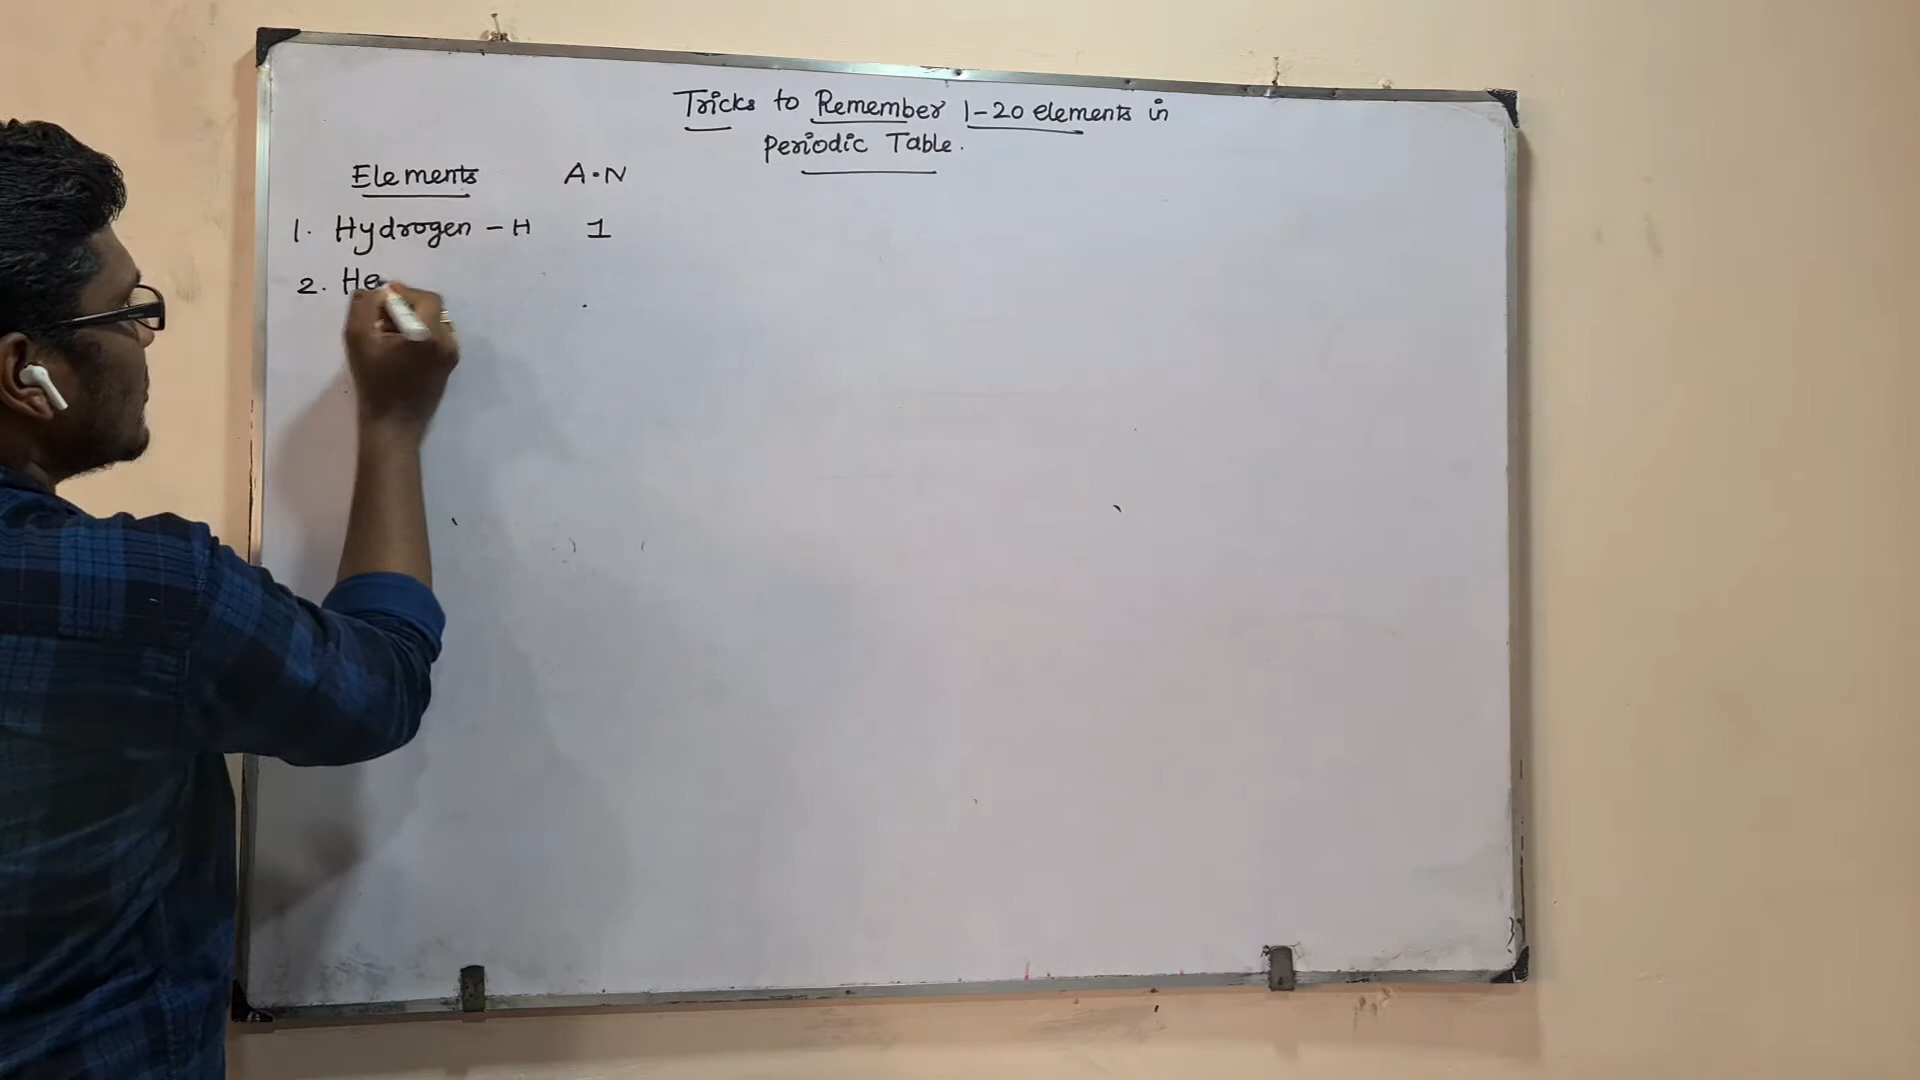 Tricks to Remember 1-20 elements in
Periodic Table.
Elements A.N
1. Hydrogen - H 1
2. He